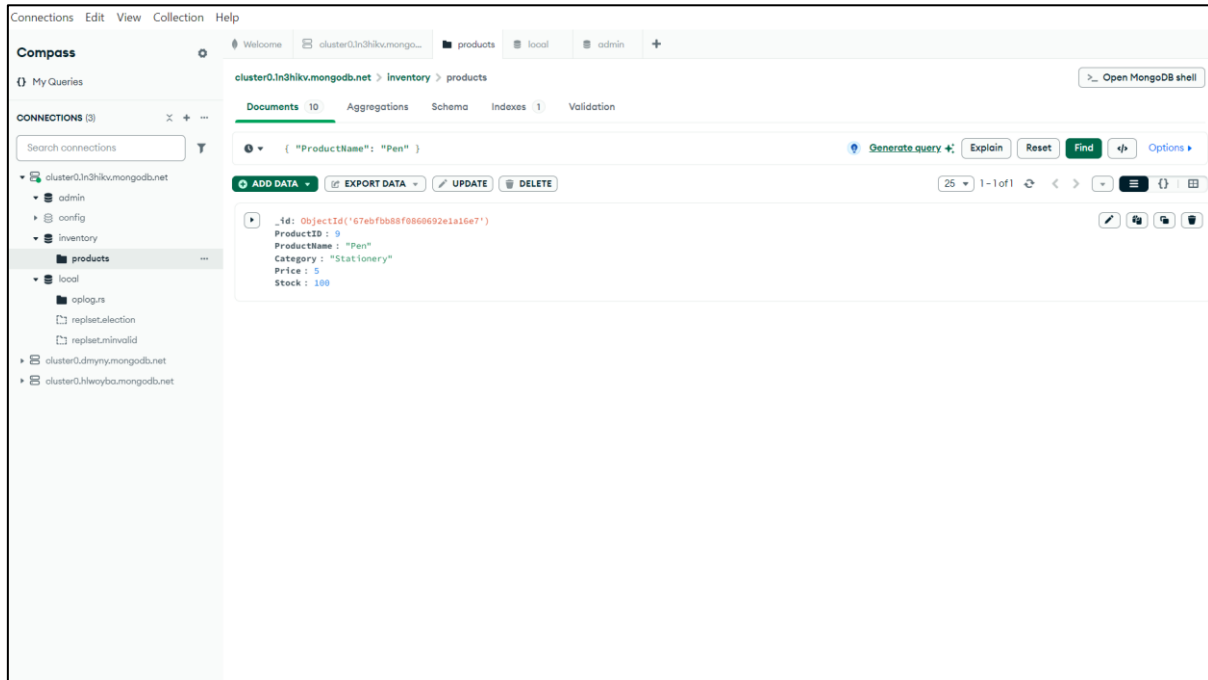 Connections Edit View Collection Help
Compass
Welcome
cluster0.ln3hikv.mongo...
products
local
admin
+
{} My Queries
cluster0.ln3hikv.mongodb.net > inventory > products
>_ Open MongoDB shell
Documents 10 Aggregations Schema Indexes 1 Validation
CONNECTIONS (3)
Search connections
{ "ProductName": "Pen" }
Generate query
Explain
Reset
Find
</>
Options
ADD DATA
EXPORT DATA
UPDATE
DELETE
25
1-1 of 1
{}
cluster0.ln3hikv.mongodb.net
admin
config
inventory
products
local
oplog.rs
replset.election
replset.minvalid
cluster0.dmyny.mongodb.net
cluster0.hlwoyba.mongodb.net
_id: ObjectId('67ebfbb88f0860692e1a16e7')
ProductID : 9
ProductName : "Pen"
Category : "Stationery"
Price : 5
Stock : 100